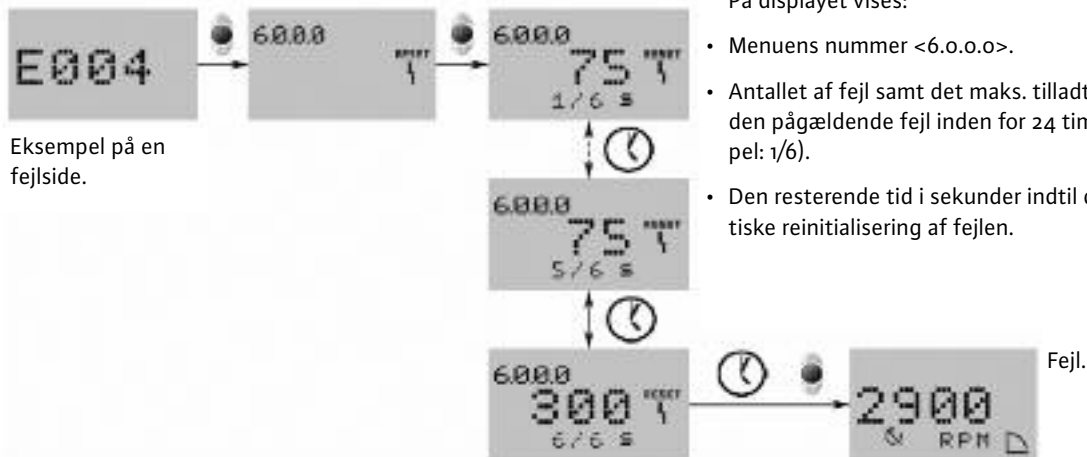 E004
6.0.0.0
RESET
6.0.0.0
75
RESET
1/6 s
Eksempel på en
fejlside.
6.0.0.0
75
RESET
5/6 s
6.0.0.0
300
RESET
6/6 s
2900
RPM
På displayet vises:
• Menuens nummer <6.0.0.0>.
• Antallet af fejl samt det maks.
den pågældende fejl inden for 24
pel: 1/6).
• Den resterende tid i sekunder indtil
tiske reinitialisering af fejlen.
Fejl.